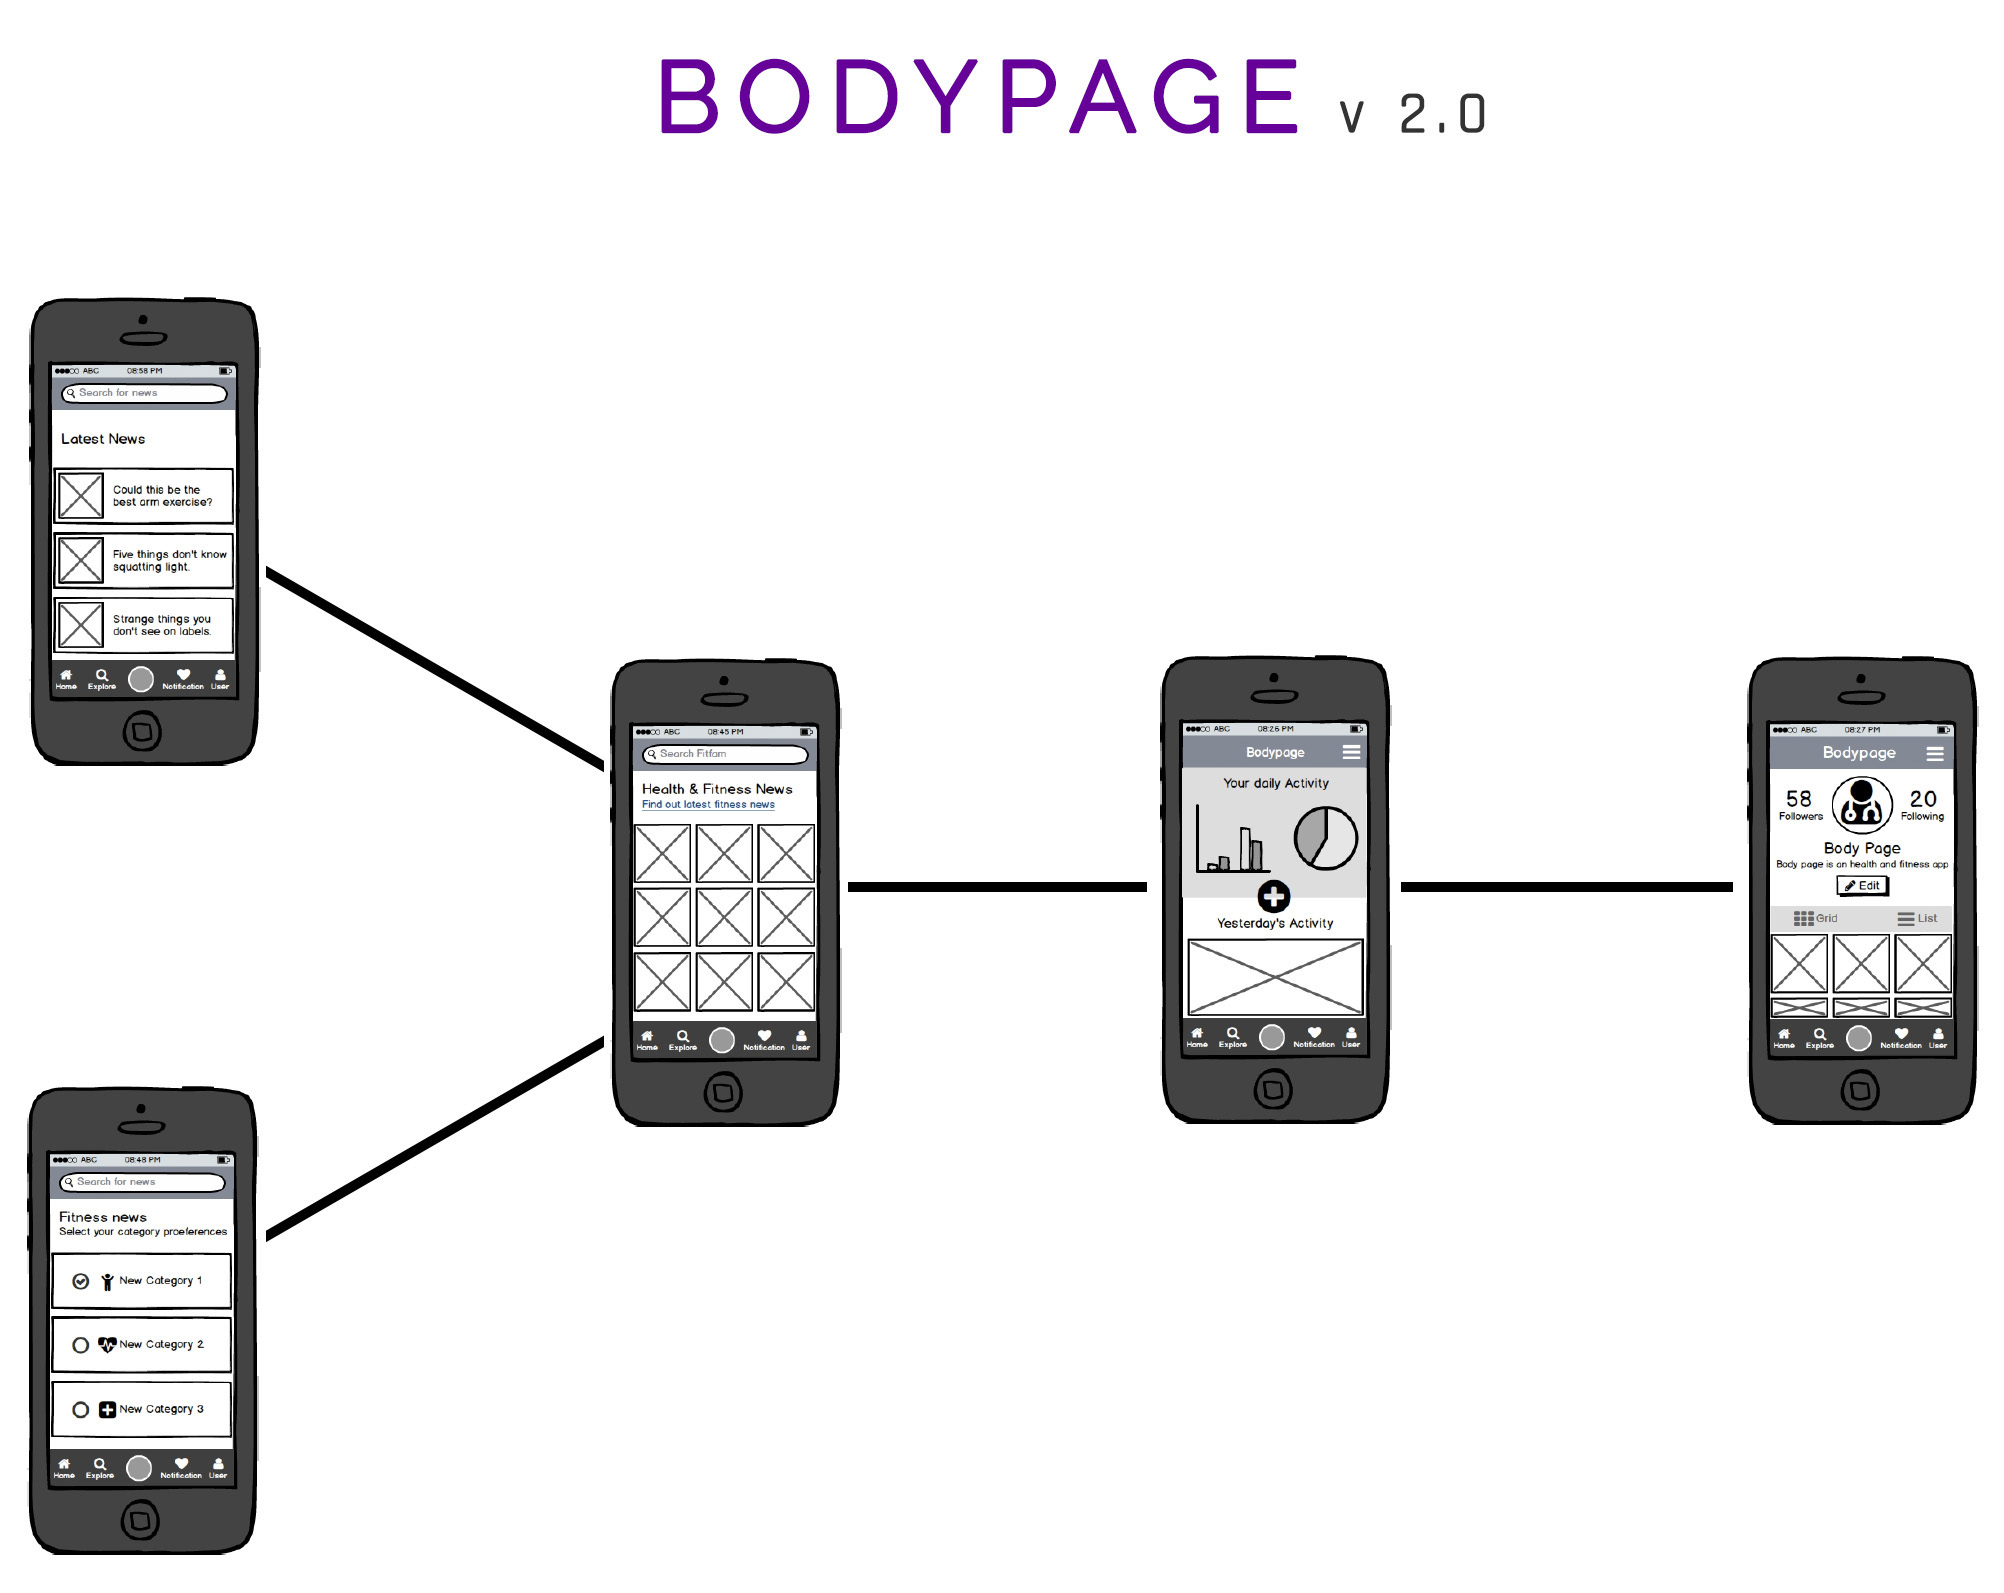 BODYPAGE v 2.0
ABC 08:58 PM
Search for news
Latest News
Could this be the
best arm exercise?
Five things don't know
squatting light.
Strange things you
don't see on labels.
Home Explore Notification User
ABC 08:48 PM
Search for news
Fitness news
Select your category proeferences
New Category 1
New Category 2
New Category 3
Home Explore Notification User
ABC 08:45 PM
Search Fitfam
Health & Fitness News
Find out latest fitness news
Home Explore Notification User
ABC 08:26 PM
Bodypage
Your daily Activity
Yesterday's Activity
Home Explore Notification User
ABC 08:27 PM
Bodypage
58 20
Followers Following
Body Page
Body page is an health and fitness app
Edit
Grid List
Home Explore Notification User